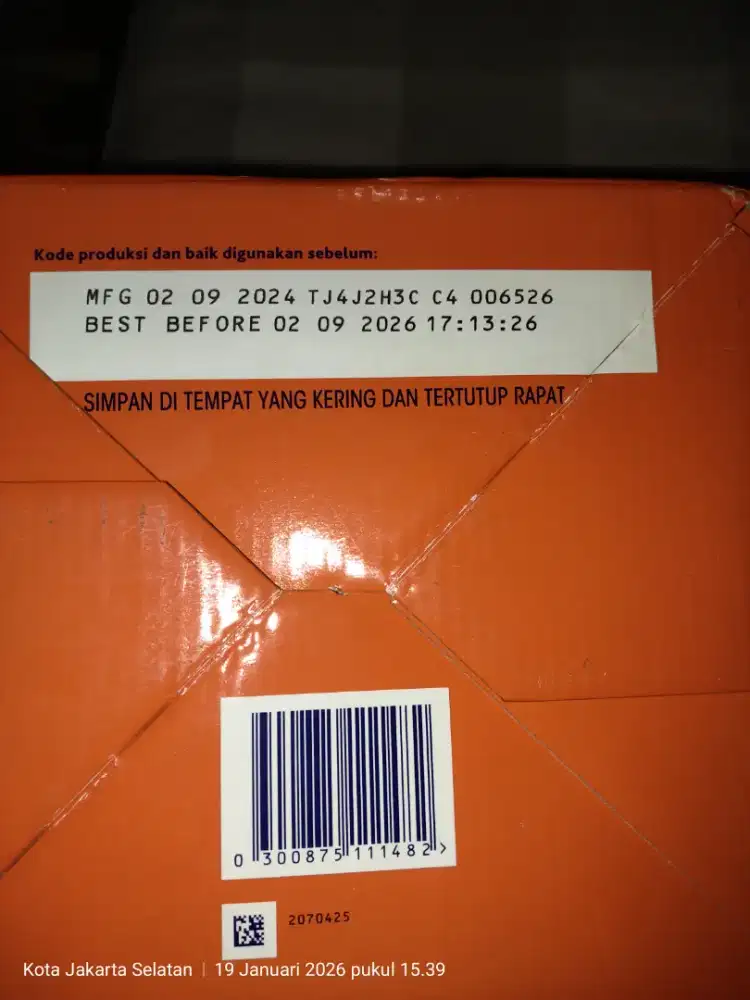 Kode produksi dan baik digunakan sebelum:
MFG 02 09 2024 TJ4J2H3C C4 006526
BEST BEFORE 02 09 2026 17:13:26
SIMPAN DI TEMPAT YANG KERING DAN TERTUTUP RAPAT
0 300875 111482 >
2070425
Kota Jakarta Selatan | 19 Januari 2026 pukul 15.39